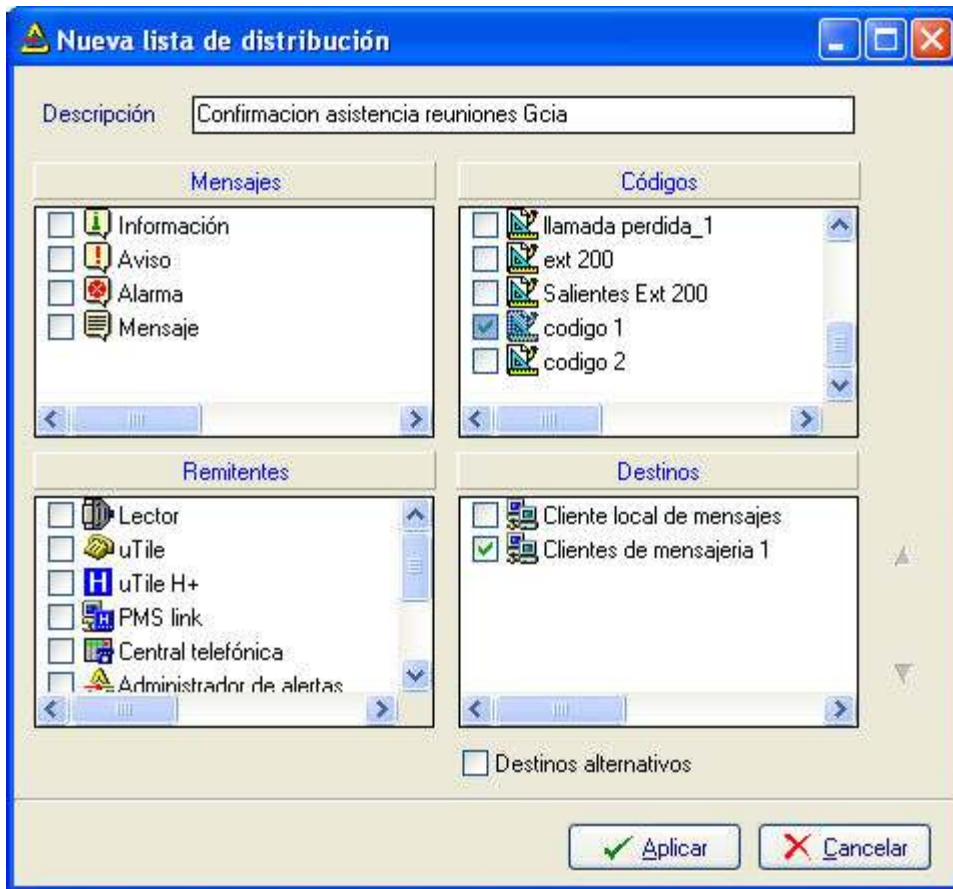 Nueva lista de distribución
Descripción
Confirmacion asistencia reuniones Gcia
Mensajes
Información
Aviso
Alarma
Mensaje
Códigos
llamada perdida_1
ext 200
Salientes Ext 200
codigo 1
codigo 2
Remitentes
Lector
uTile
H uTile H+
H PMS link
Central telefónica
Administrador de alertas
Destinos
Cliente local de mensajes
Clientes de mensajeria 1
Destinos alternativos
Aplicar
Cancelar